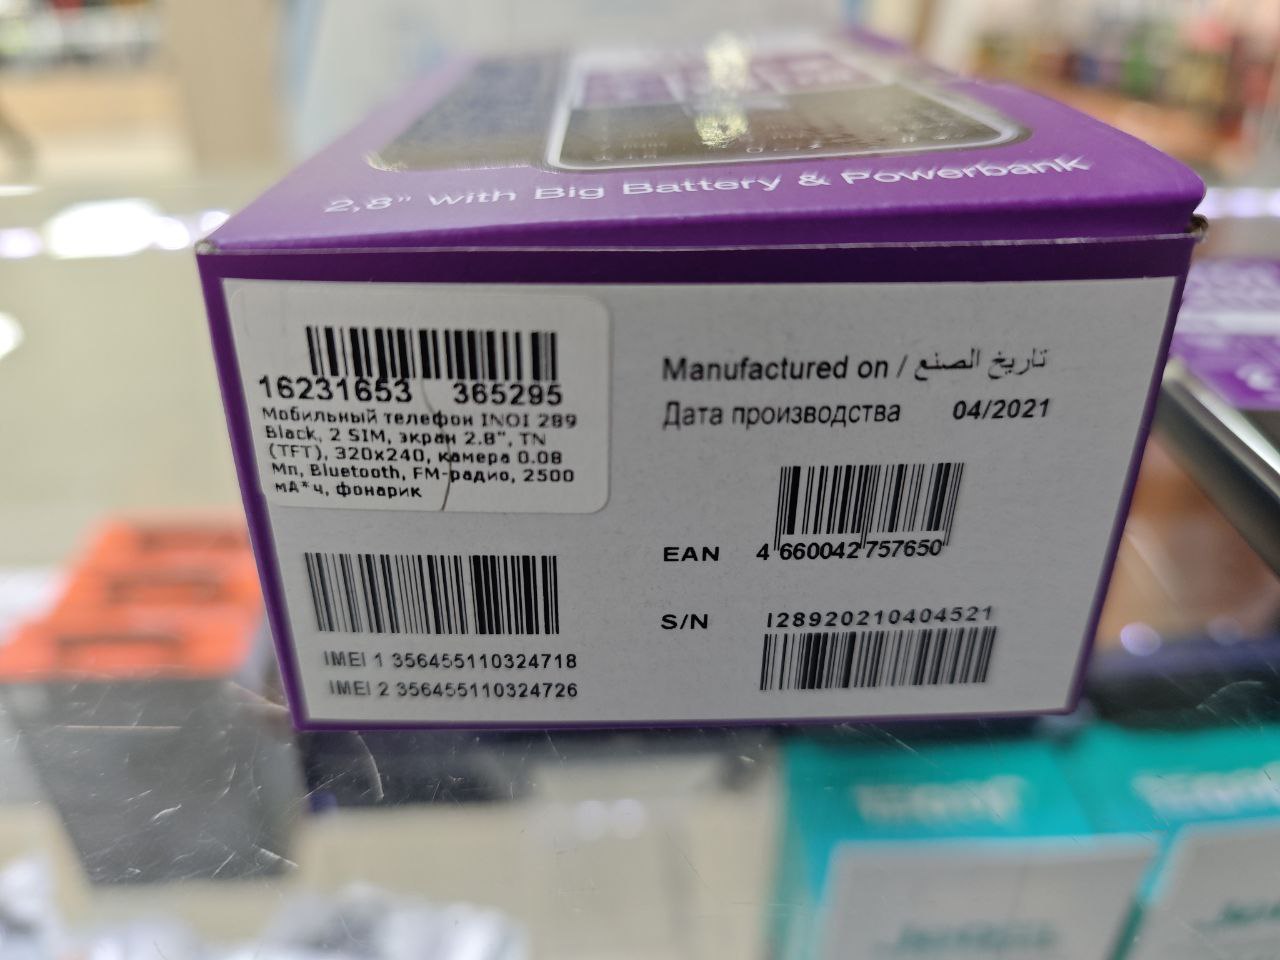 2,8” with Big Battery & Powerbank
16231653 365295
Мобильный телефон INOI 289
Black, 2 SIM, экран 2.8", TN
(TFT), 320x240, камера 0.08
Мп, Bluetooth, FM-радио, 2500
мА*ч, фонарик
IMEI 1 356455110324718
IMEI 2 356455110324726
Manufactured on / تاريخ الصنع
Дата производства 04/2021
EAN 4 660042 757650
S/N I28920210404521